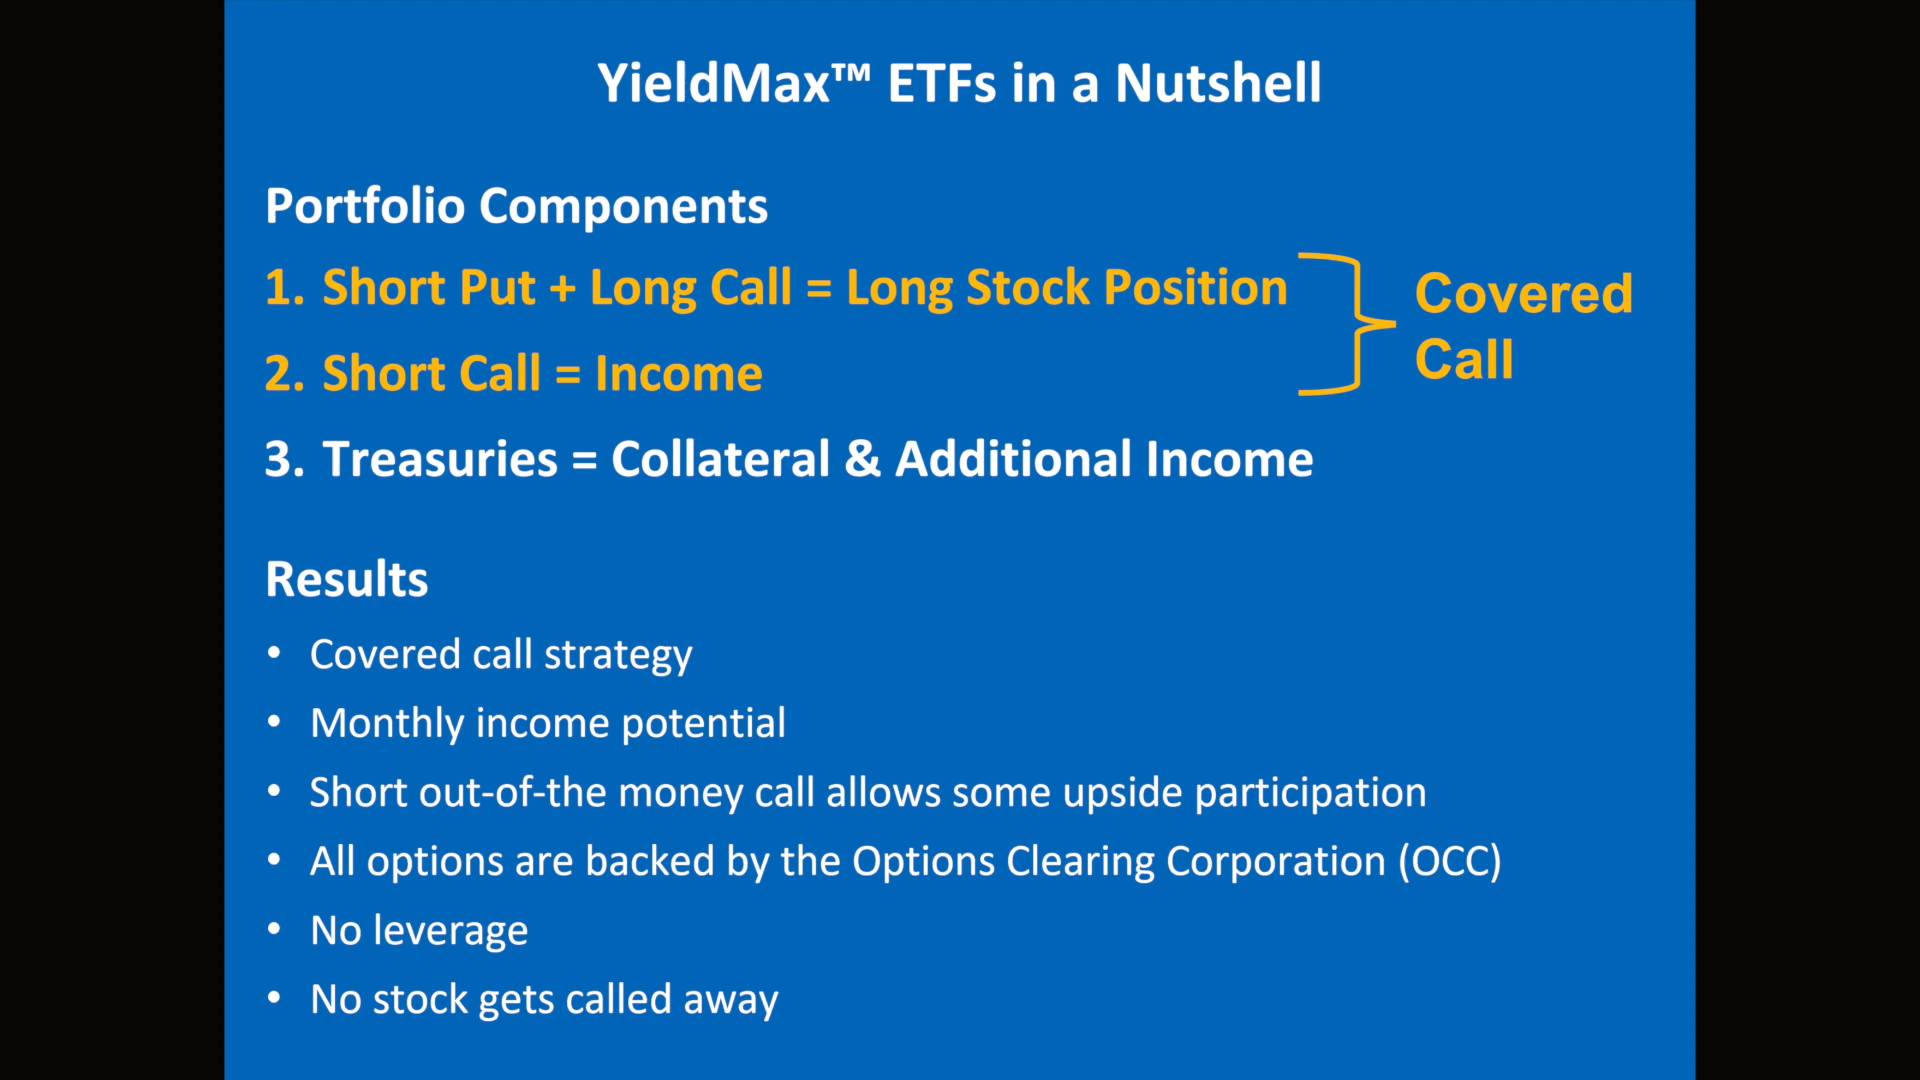 YieldMax™ ETFs in a Nutshell
Portfolio Components
1. Short Put + Long Call = Long Stock Position
2. Short Call = Income
Covered
Call
3. Treasuries = Collateral & Additional Income
Results
• Covered call strategy
• Monthly income potential
• Short out-of-the money call allows some upside participation
• All options are backed by the Options Clearing Corporation (OCC)
• No leverage
• No stock gets called away